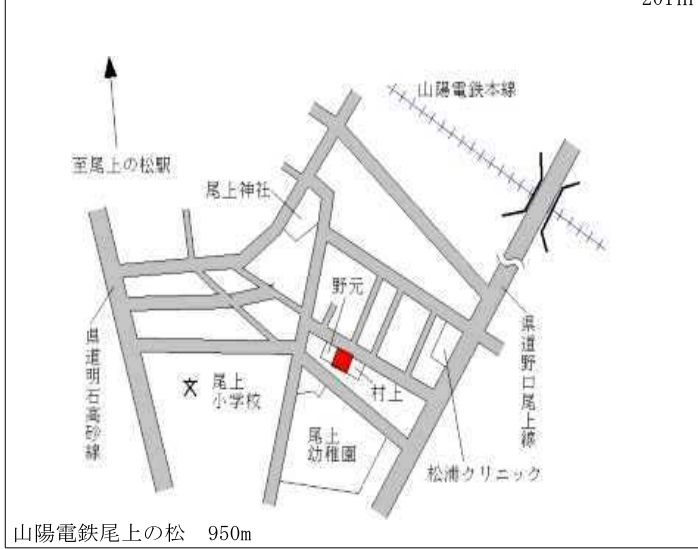 201m
山陽電鉄本線
至尾上の松駅
尾上神社
野元
県道明石高砂線
県道野口尾上線
尾上
小学校
村上
尾上
幼稚園
松浦クリニック
山陽電鉄尾上の松 950m